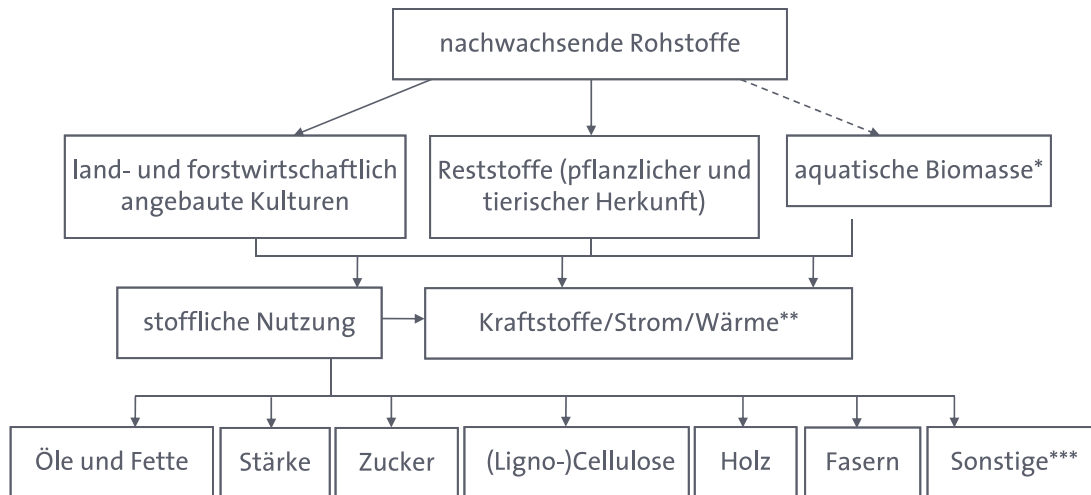 nachwachsende Rohstoffe
land- und forstwirtschaftlich
angebaute Kulturen
Reststoffe (pflanzlicher und
tierischer Herkunft)
aquatische Biomasse*
stoffliche Nutzung
Kraftstoffe/Strom/Wärme**
Öle und Fette
Stärke
Zucker
(Ligno-)Cellulose
Holz
Fasern
Sonstige***